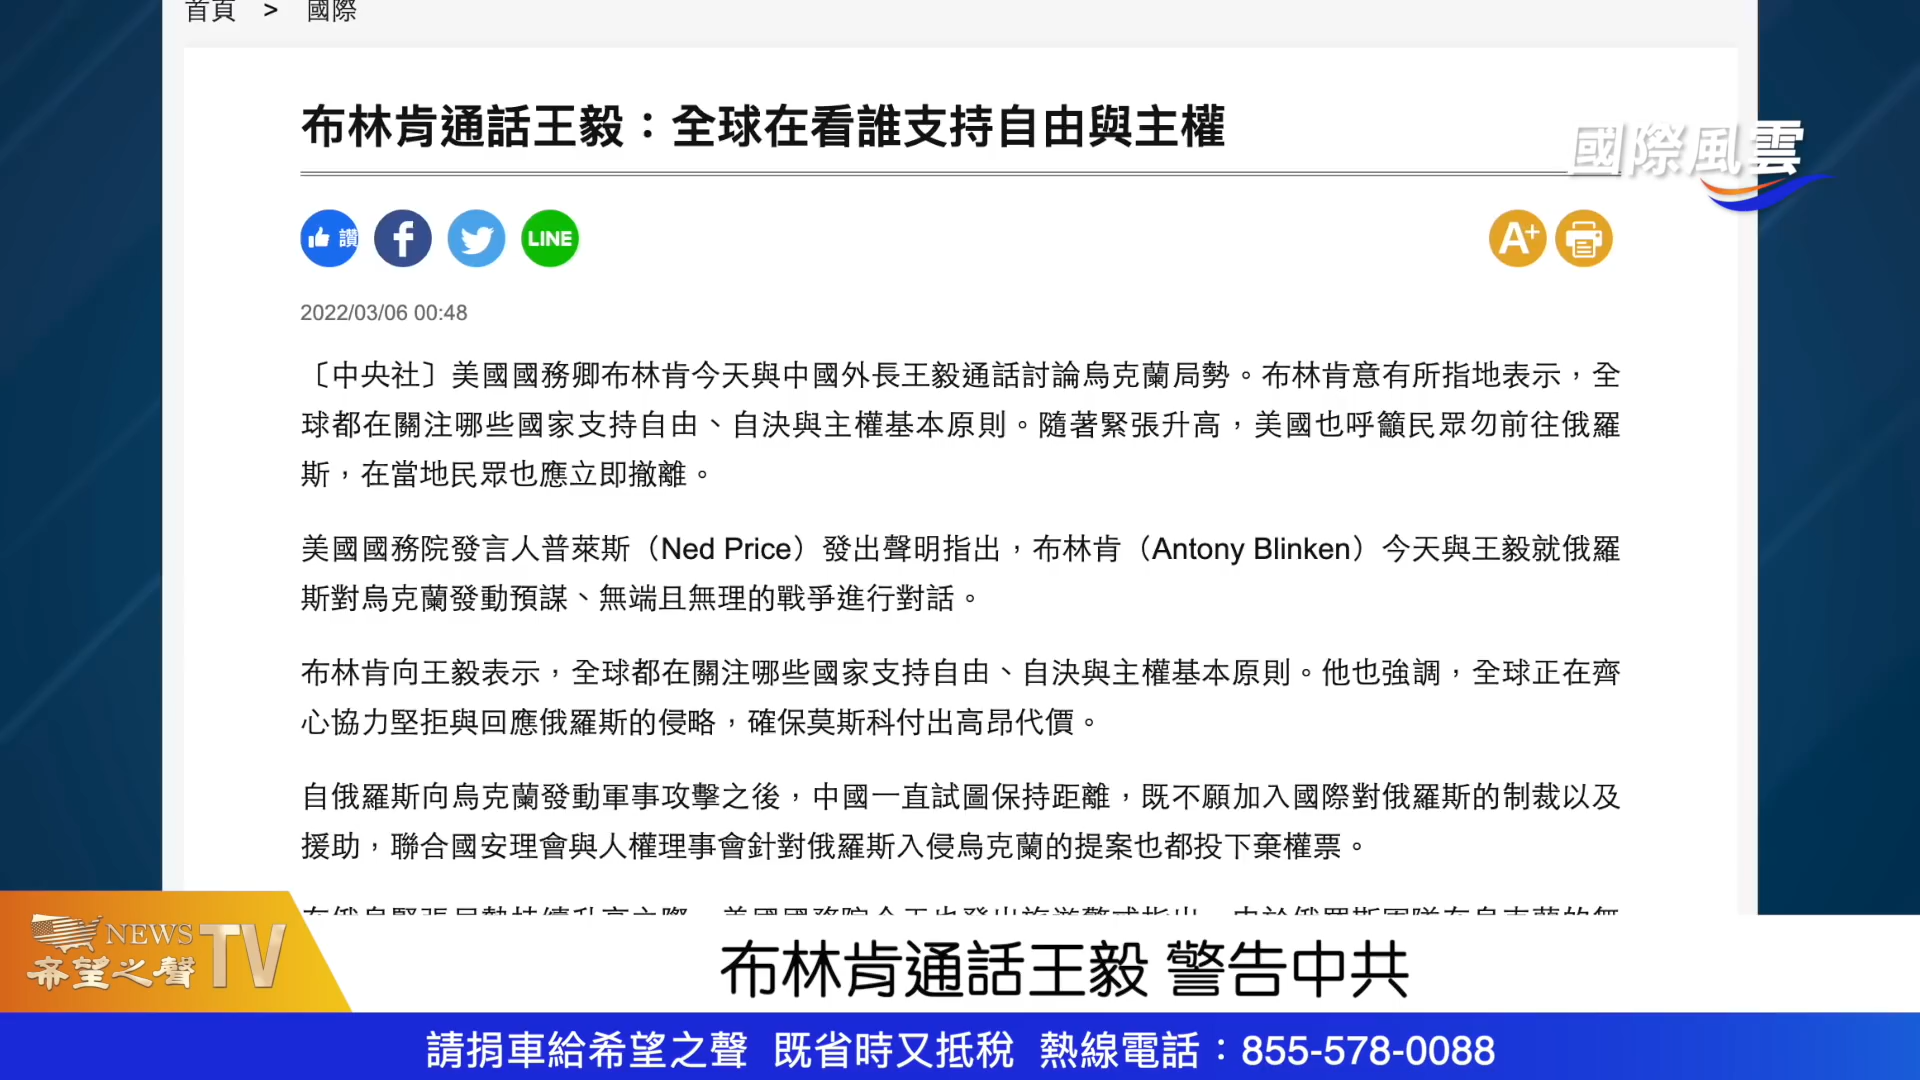 首頁 > 國際
布林肯通話王毅：全球在看誰支持自由與主權
國際風雲
讚
LINE
A+
2022/03/06 00:48
〔中央社〕美國國務卿布林肯今天與中國外長王毅通話討論烏克蘭局勢。布林肯意有所指地表示，全
球都在關注哪些國家支持自由、自決與主權基本原則。隨著緊張升高，美國也呼籲民眾勿前往俄羅
斯，在當地民眾也應立即撤離。
美國國務院發言人普萊斯（Ned Price）發出聲明指出，布林肯（Antony Blinken）今天與王毅就俄羅
斯對烏克蘭發動預謀、無端且無理的戰爭進行對話。
布林肯向王毅表示，全球都在關注哪些國家支持自由、自決與主權基本原則。他也強調，全球正在齊
心協力堅拒與回應俄羅斯的侵略，確保莫斯科付出高昂代價。
自俄羅斯向烏克蘭發動軍事攻擊之後，中國一直試圖保持距離，既不願加入國際對俄羅斯的制裁以及
援助，聯合國安理會與人權理事會針對俄羅斯入侵烏克蘭的提案也都投下棄權票。
NEWS
希望之聲TV
布林肯通話王毅 警告中共
請捐車給希望之聲 既省時又抵稅 熱線電話：855-578-0088